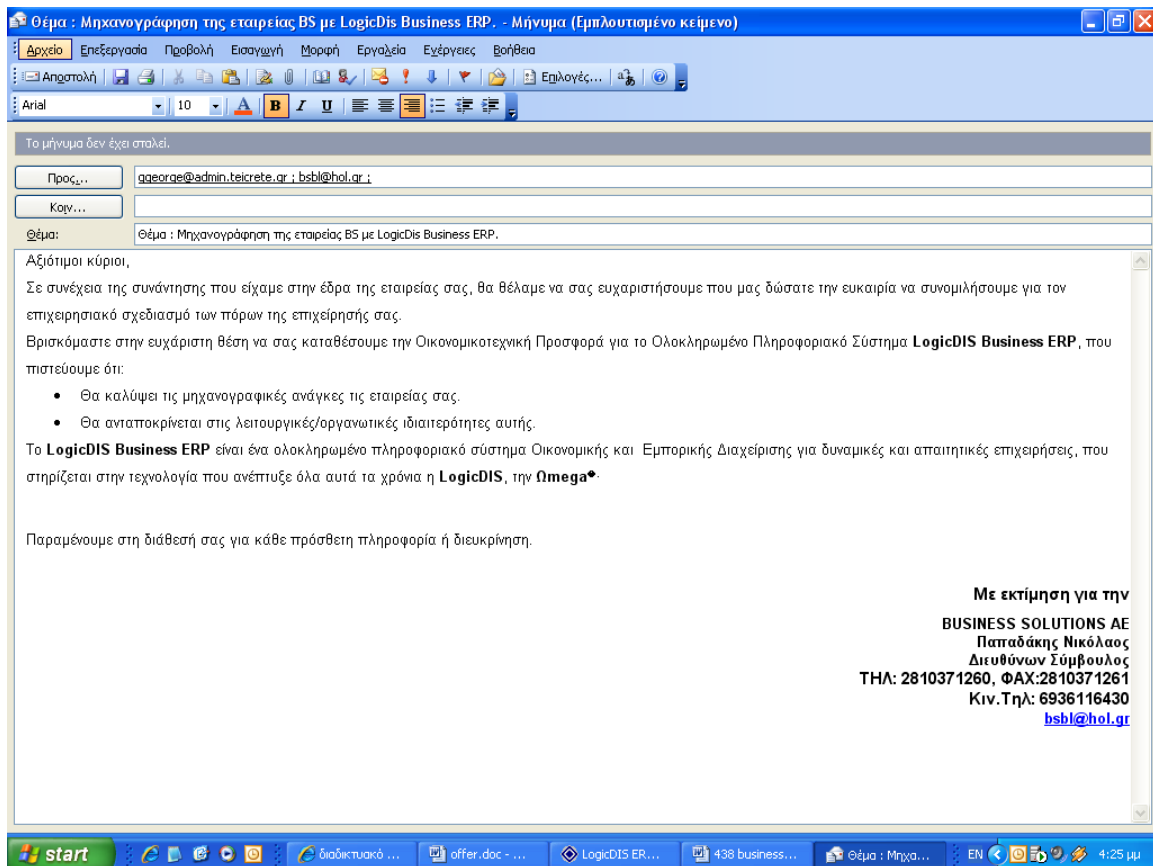 Θέμα : Μηχανογράφηση της εταιρείας BS με LogicDis Business ERP. - Μήνυμα (Εμπλουτισμένο κείμενο)
Αρχείο Επεξεργασία Προβολή Εισαγωγή Μορφή Εργαλεία Ενέργειες Βοήθεια
Αποστολή Επιλογές...
Arial 10 A B I U
Το μήνυμα δεν έχει σταλεί.
Προς... ggeorge@admin.teicrete.gr ; bsbl@hol.gr ;
Κοιν...
Θέμα: Θέμα : Μηχανογράφηση της εταιρείας BS με LogicDis Business ERP.
Αξιότιμοι κύριοι,
Σε συνέχεια της συνάντησης που είχαμε στην έδρα της εταιρείας σας, θα θέλαμε να σας ευχαριστήσουμε που μας δώσατε την ευκαιρία να συνομιλήσουμε για τον
επιχειρησιακό σχεδιασμό των πόρων της επιχείρησής σας.
Βρισκόμαστε στην ευχάριστη θέση να σας καταθέσουμε την Οικονομικοτεχνική Προσφορά για το Ολοκληρωμένο Πληροφοριακό Σύστημα LogicDIS Business ERP, που
πιστεύουμε ότι:
• Θα καλύψει τις μηχανογραφικές ανάγκες τις εταιρείας σας.
• Θα ανταποκρίνεται στις λειτουργικές/οργανωτικές ιδιαιτερότητες αυτής.
Το LogicDIS Business ERP είναι ένα ολοκληρωμένο πληροφοριακό σύστημα Οικονομικής και Εμπορικής Διαχείρισης για δυναμικές και απαιτητικές επιχειρήσεις, που
στηρίζεται στην τεχνολογία που ανέπτυξε όλα αυτά τα χρόνια η LogicDIS, την Ωmega
Παραμένουμε στη διάθεσή σας για κάθε πρόσθετη πληροφορία ή διευκρίνηση.
Με εκτίμηση για την
BUSINESS SOLUTIONS AE
Παπαδάκης Νικόλαος
Διευθύνων Σύμβουλος
ΤΗΛ: 2810371260, ΦΑΧ:2810371261
Κιν.Τηλ: 6936116430
bsbl@hol.gr
start διαδικτυακό ... offer.doc - ... LogicDIS ER... 438 business... Θέμα : Μηχα... EN 4:25 μμ